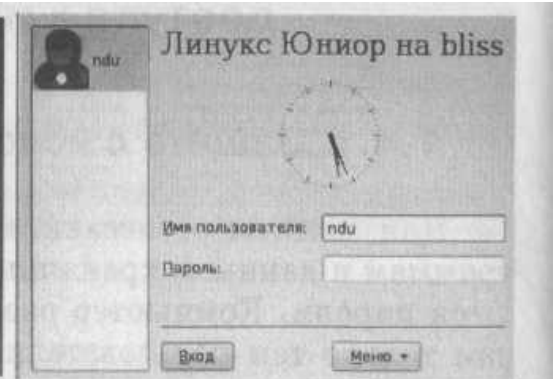 ndu
Линукс Юниор на bliss
Имя пользователя: ndu
Пароль:
Вход
Меню